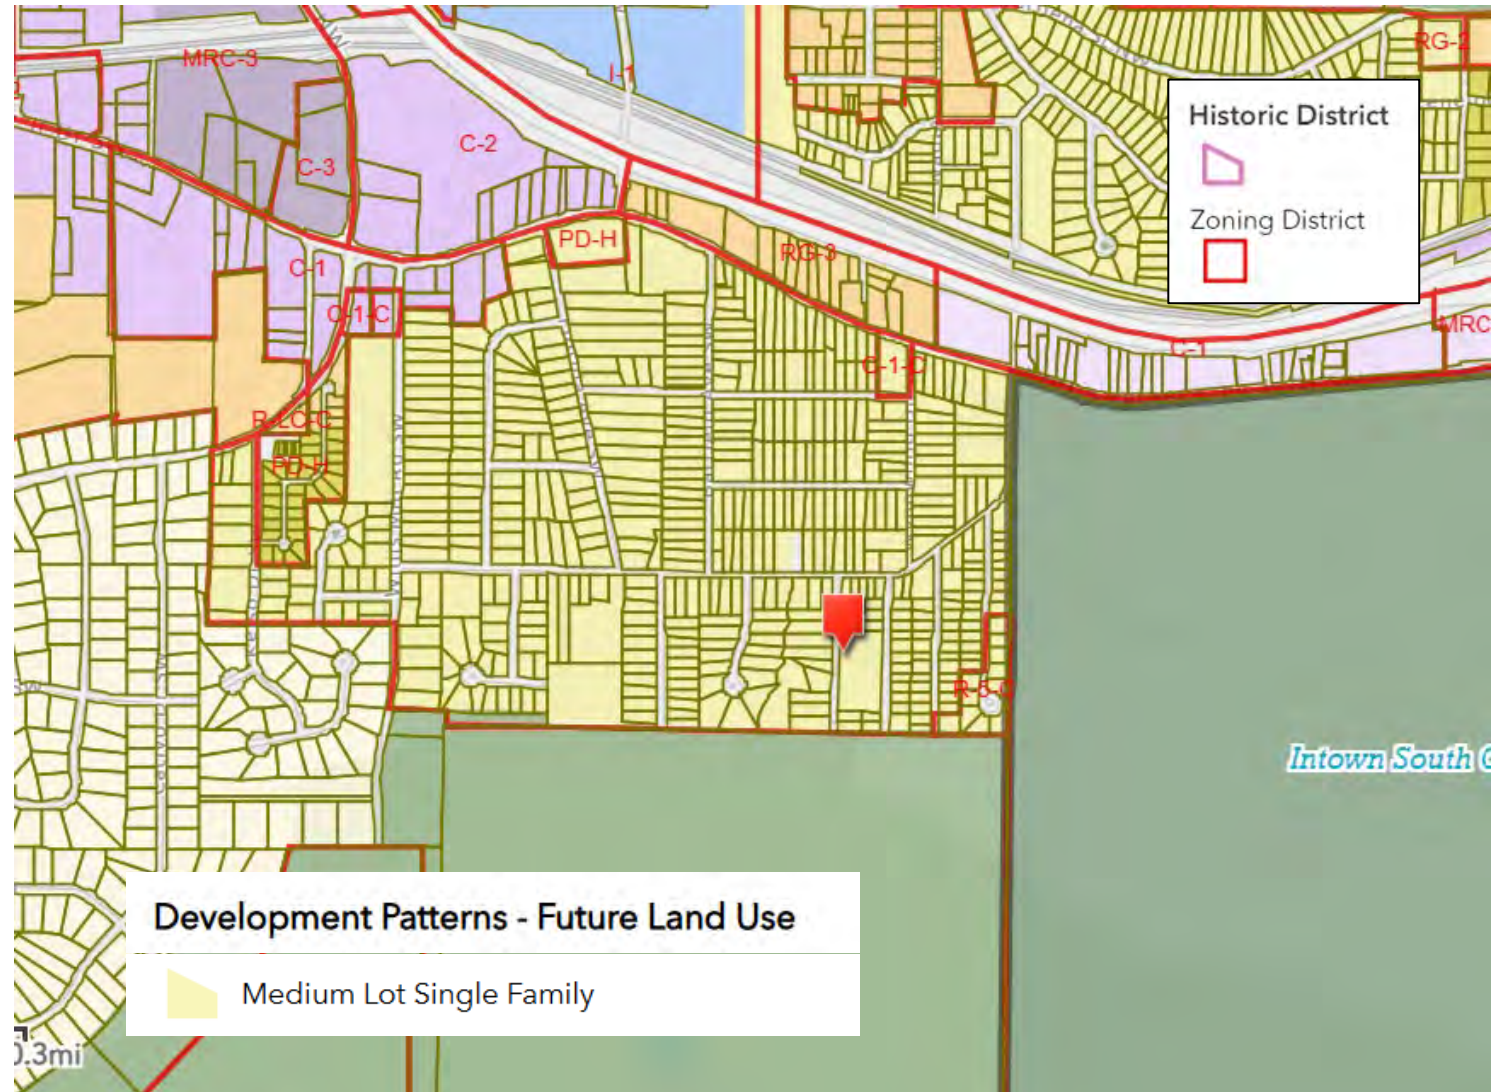 MRC-3
I-1
RG-2
C-2
C-3
Historic District
Zoning District
PD-H
RG-3
C-1
C-1-C
MRC
C-1
C-1-C
R-LC-C
PD-H
R-5-C
Intown South
Development Patterns - Future Land Use
Medium Lot Single Family
0.3mi